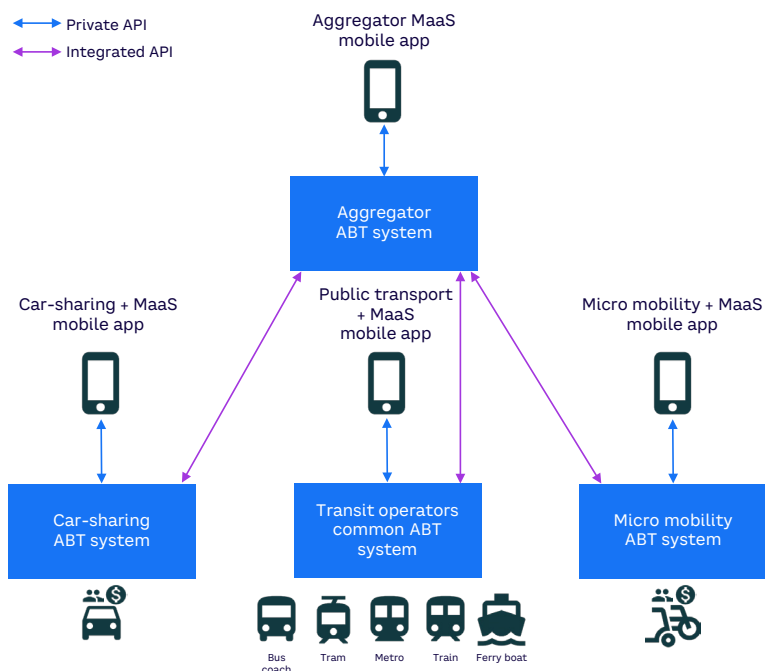 Private API
Integrated API
Aggregator MaaS
mobile app
Aggregator
ABT system
Car-sharing + MaaS
mobile app
Public transport
+ MaaS
mobile app
Micro mobility + MaaS
mobile app
Car-sharing
ABT system
Transit operators
common ABT
system
Micro mobility
ABT system
$
$
Bus
coach
Tram
Metro
Train
Ferry boat